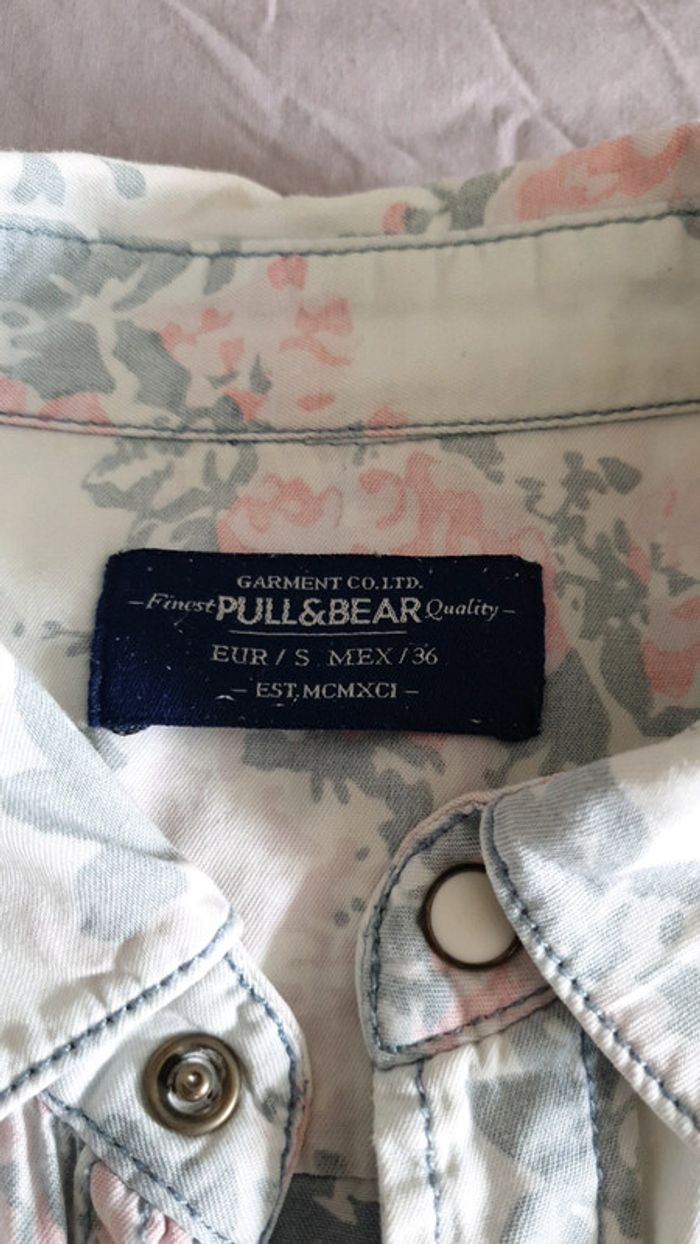 GARMENT CO.LTD.
–Finest PULL&BEAR Quality–
EUR / S MEX / 36
– EST.MCMXCI –